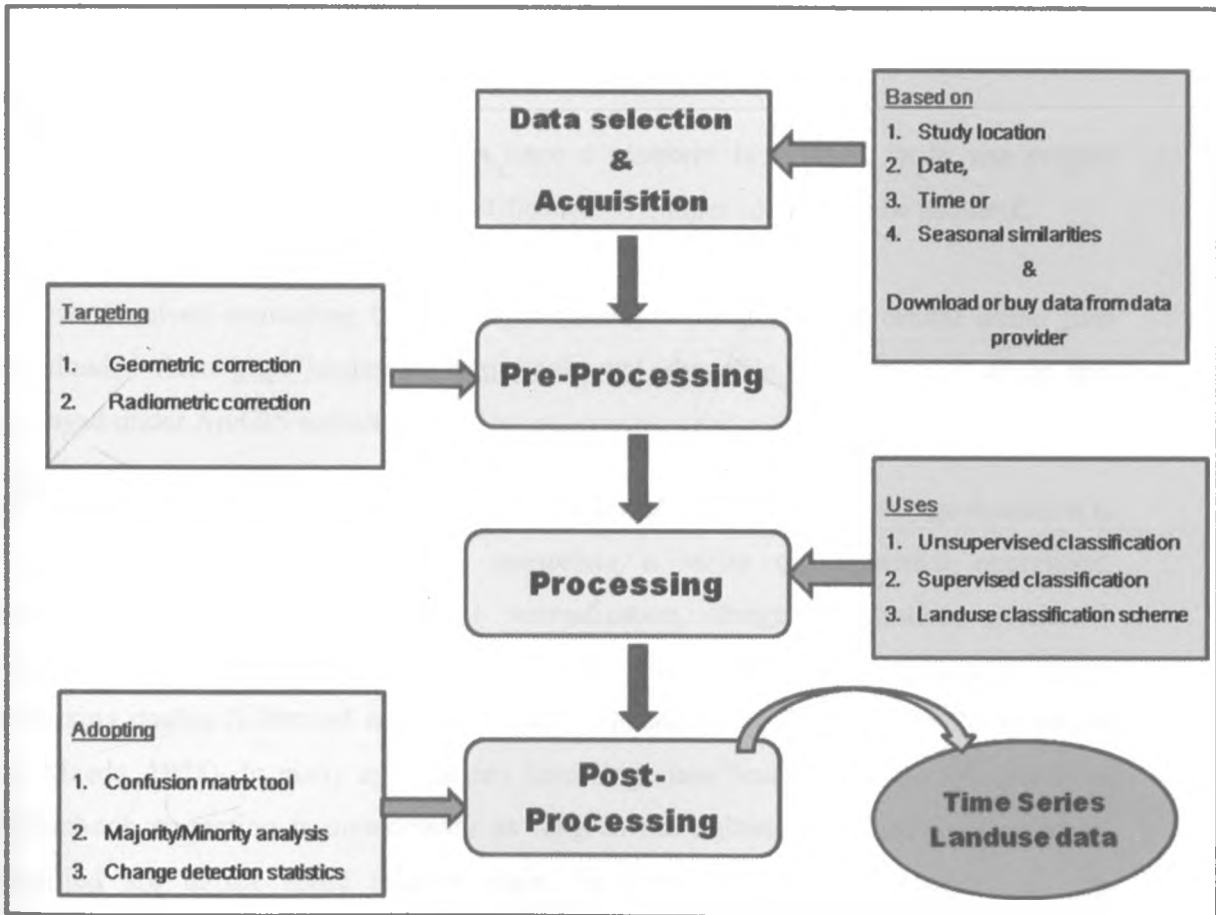 Data selection
&
Acquisition
Based on
1. Study location
2. Date,
3. Time or
4. Seasonal similarities
&
Download or buy data from data
provider
Targeting
1. Geometric correction
2. Radiometric correction
Pre-Processing
Processing
Uses
1. Unsupervised classification
2. Supervised classification
3. Landuse classification scheme
Adopting
1. Confusion matrix tool
2. Majority/Minority analysis
3. Change detection statistics
Post-
Processing
Time Series
Landuse data